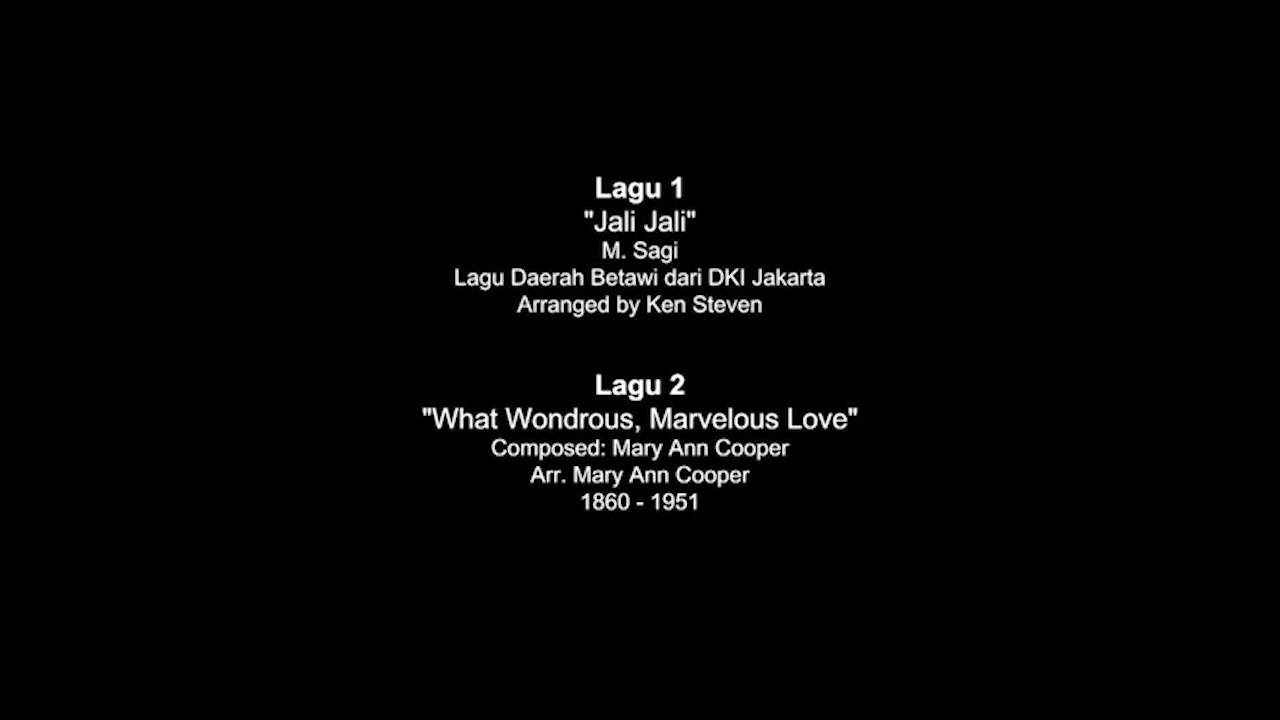 Lagu 1
"Jali Jali"
M. Sagi
Lagu Daerah Betawi dari DKI Jakarta
Arranged by Ken Steven
Lagu 2
"What Wondrous, Marvelous Love"
Composed: Mary Ann Cooper
Arr. Mary Ann Cooper
1860 - 1951